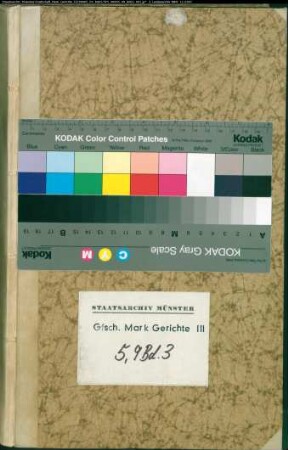 KODAK Color Control Patches
Kodak
Blue Cyan Green Yellow Red Magenta White 3/Color Black
KODAK Gray Scale
C Y M
Kodak
A 1 2 3 4 5 6 M 8 9 10 11 12 13 14 15 B 17 18 19
STAATSARCHIV MÜNSTER
Gfsch. Mark Gerichte III
5,9 Bd. 3